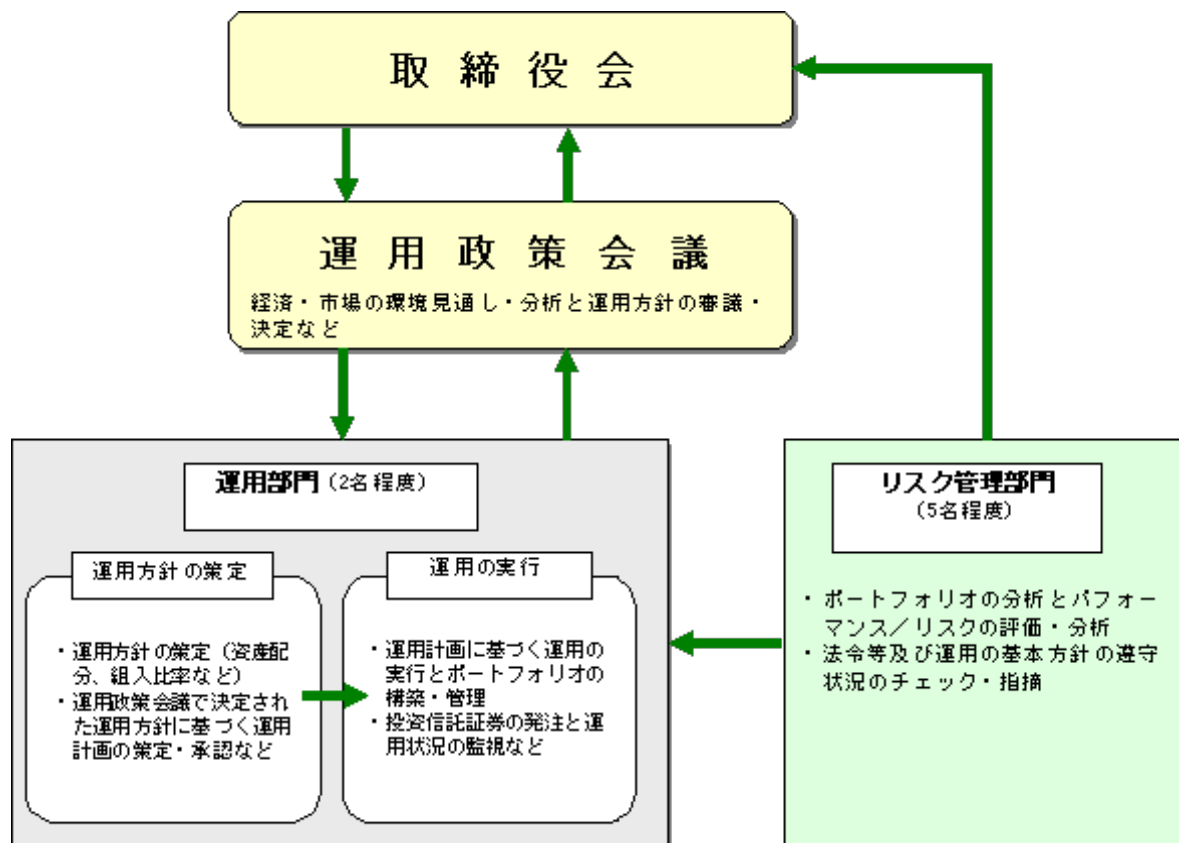 取締役会
運用政策会議
経済・市場の環境見通し・分析と運用方針の審議・
決定など
運用部門（2名程度）
運用方針の策定
・運用方針の策定（資産配
分、組入比率など）
・運用政策会議で決定され
た運用方針に基づく運用
計画の策定・承認など
運用の実行
・運用計画に基づく運用の
実行とポートフォリオの
構築・管理
・投資信託証券の発注と運
用状況の監視など
リスク管理部門
（5名程度）
・ポートフォリオの分析とパフォー
マンス／リスクの評価・分析
・法令等及び運用の基本方針の遵守
状況のチェック・指摘